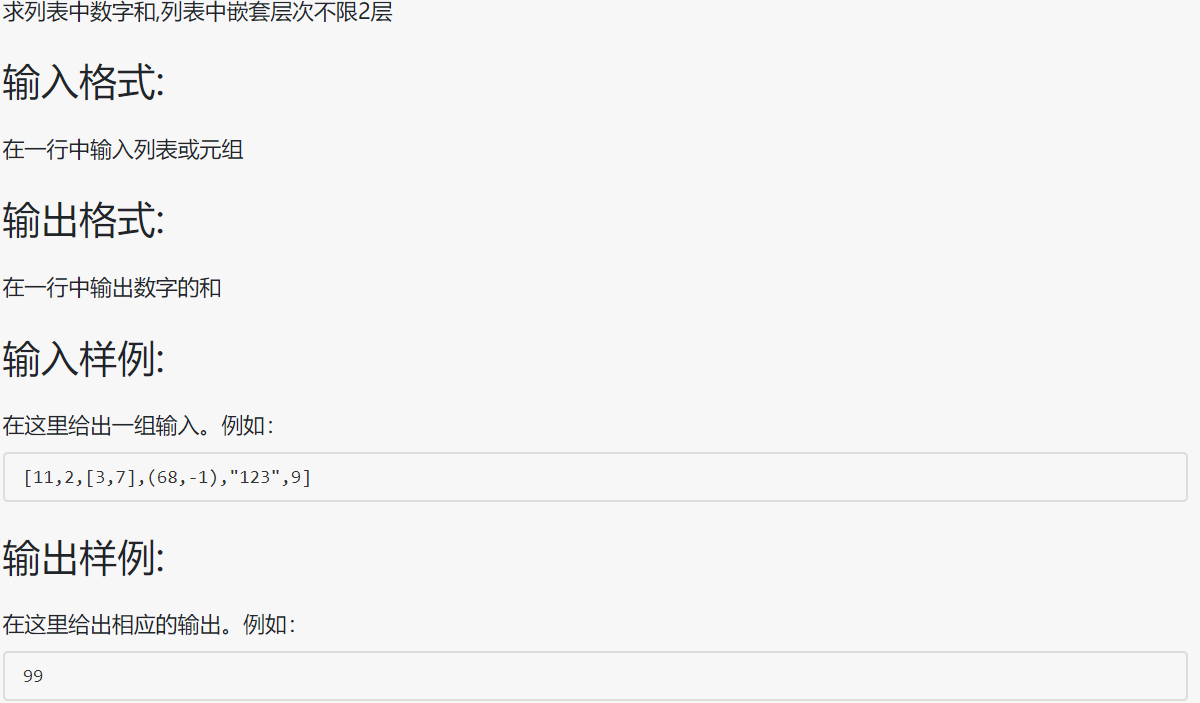 求列表中数字和,列表中嵌套层次不限2层
输入格式:
在一行中输入列表或元组
输出格式:
在一行中输出数字的和
输入样例:
在这里给出一组输入。例如：
[11,2,[3,7],(68,-1),"123",9]
输出样例:
在这里给出相应的输出。例如：
99